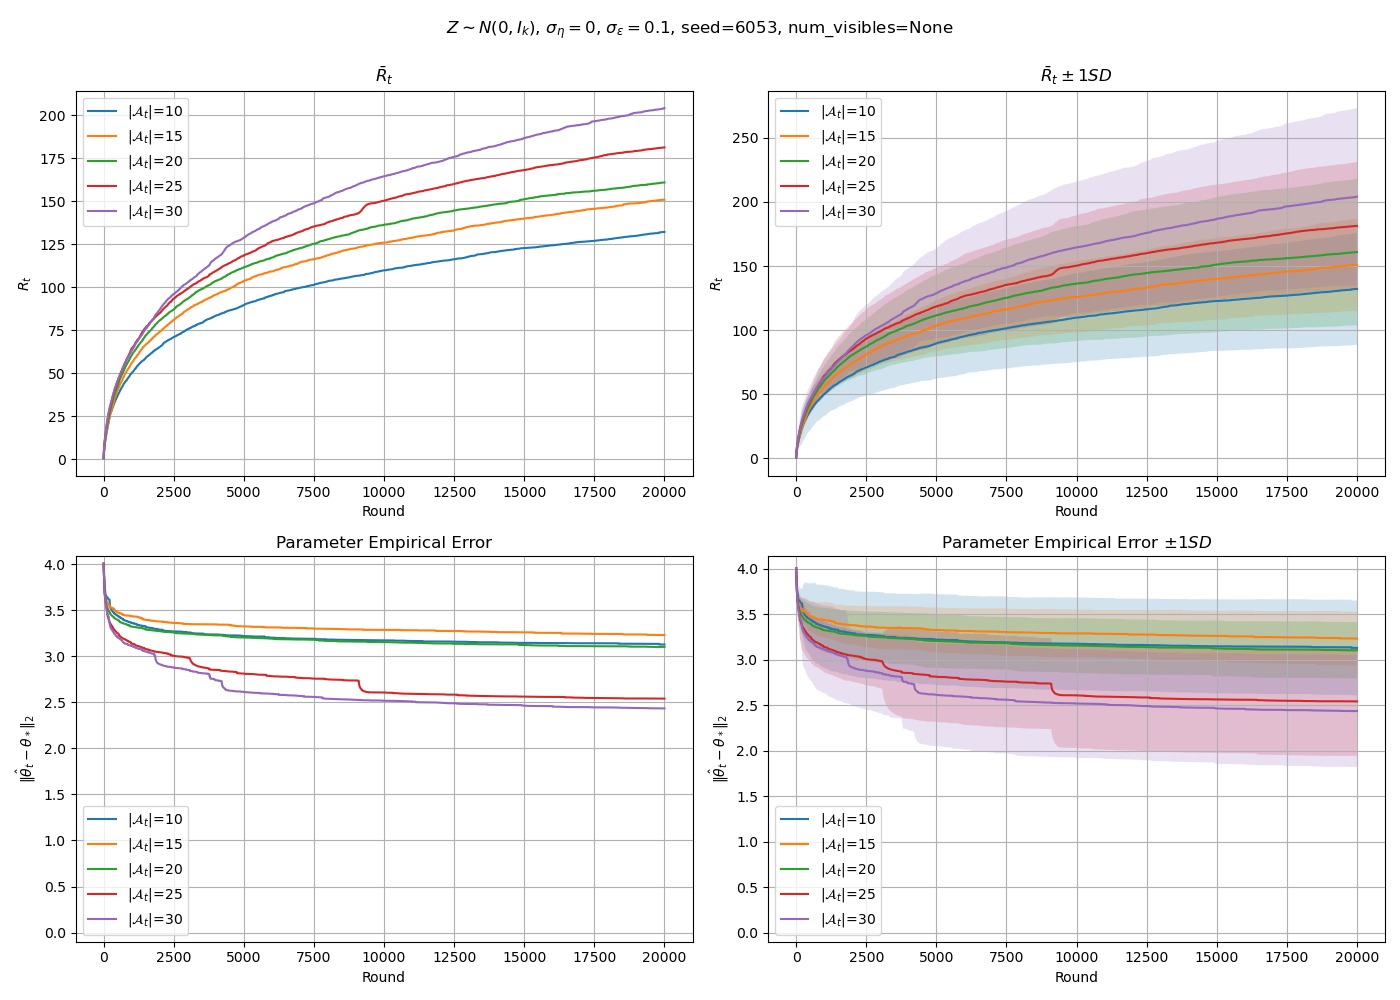 Z ∼ N(0, I_k), σ_η = 0, σ_ε = 0.1, seed=6053, num_visibles=None
R̄_t
R_t
200
175
150
125
100
75
50
25
0
|𝒜_t|=10
|𝒜_t|=15
|𝒜_t|=20
|𝒜_t|=25
|𝒜_t|=30
0 2500 5000 7500 10000 12500 15000 17500 20000
Round
R̄_t ± 1SD
R_t
250
200
150
100
50
0
|𝒜_t|=10
|𝒜_t|=15
|𝒜_t|=20
|𝒜_t|=25
|𝒜_t|=30
0 2500 5000 7500 10000 12500 15000 17500 20000
Round
Parameter Empirical Error
‖θ̂_t − θ_*‖₂
4.0
3.5
3.0
2.5
2.0
1.5
1.0
0.5
0.0
|𝒜_t|=10
|𝒜_t|=15
|𝒜_t|=20
|𝒜_t|=25
|𝒜_t|=30
0 2500 5000 7500 10000 12500 15000 17500 20000
Round
Parameter Empirical Error ±1SD
‖θ̂_t − θ_*‖₂
4.0
3.5
3.0
2.5
2.0
1.5
1.0
0.5
0.0
|𝒜_t|=10
|𝒜_t|=15
|𝒜_t|=20
|𝒜_t|=25
|𝒜_t|=30
0 2500 5000 7500 10000 12500 15000 17500 20000
Round